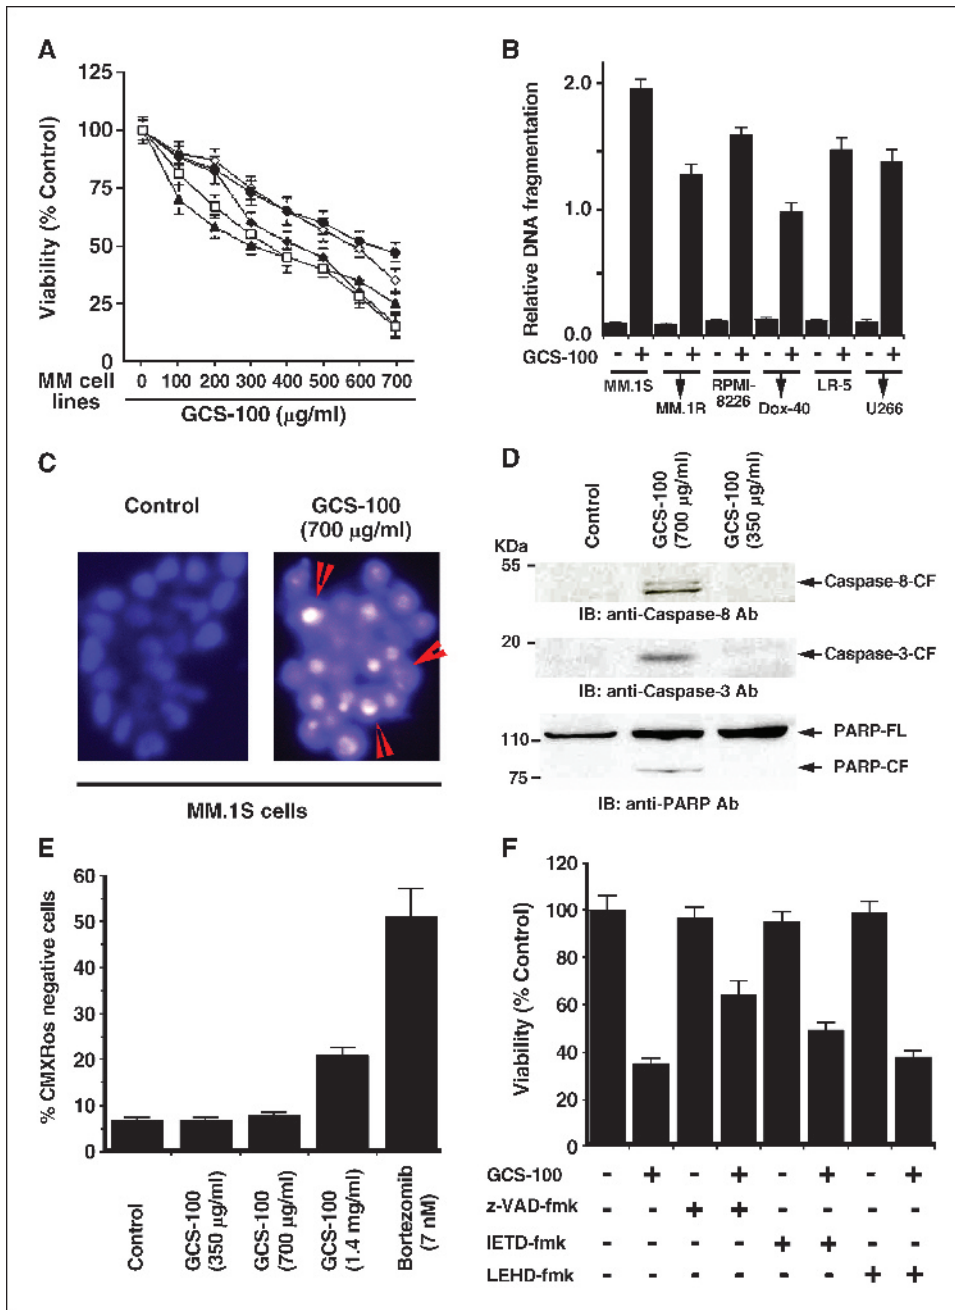 A
125
100
75
50
25
0
Viability (% Control)
0 100 200 300 400 500 600 700
MM cell
lines
GCS-100 (μg/ml)
B
2.0
1.0
0.0
Relative DNA fragmentation
GCS-100 - + - + - + - + - + - +
MM.1S MM.1R RPMI-8226 Dox-40 LR-5 U266
C
Control
GCS-100
(700 μg/ml)
MM.1S cells
D
Control
GCS-100
(700 μg/ml)
GCS-100
(350 μg/ml)
KDa
55
Caspase-8-CF
IB: anti-Caspase-8 Ab
20
Caspase-3-CF
IB: anti-Caspase-3 Ab
110
PARP-FL
75
PARP-CF
IB: anti-PARP Ab
E
60
50
40
30
20
10
0
% CMXRos negative cells
Control
GCS-100
(350 μg/ml)
GCS-100
(700 μg/ml)
GCS-100
(1.4 mg/ml)
Bortezomib
(7 nM)
F
120
100
80
60
40
20
0
Viability (% Control)
GCS-100 - + - + - + - +
z-VAD-fmk - - + + - - - -
IETD-fmk - - - - + + - -
LEHD-fmk - - - - - - + +